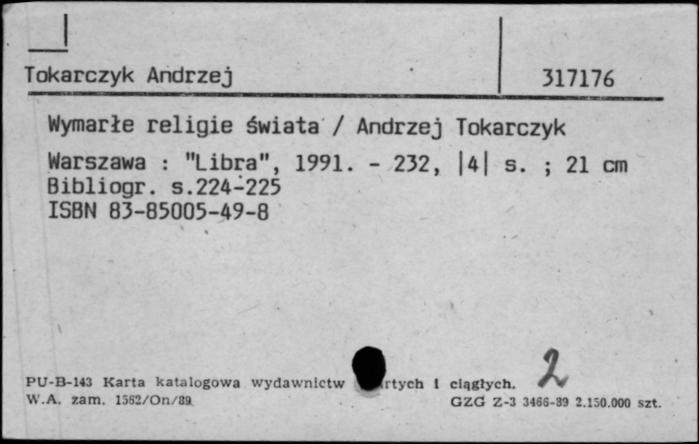 Tokarczyk Andrzej 317176
Wymarłe religie świata / Andrzej Tokarczyk
Warszawa : "Libra", 1991. - 232, |4| s. ; 21 cm
Bibliogr. s.224-225
ISBN 83-85005-49-8
2
PU-B-143 Karta katalogowa wydawnictw rtych i ciągłych.
W.A. zam. 1562/On/89 GZG Z-3 3466-89 2.150.000 szt.